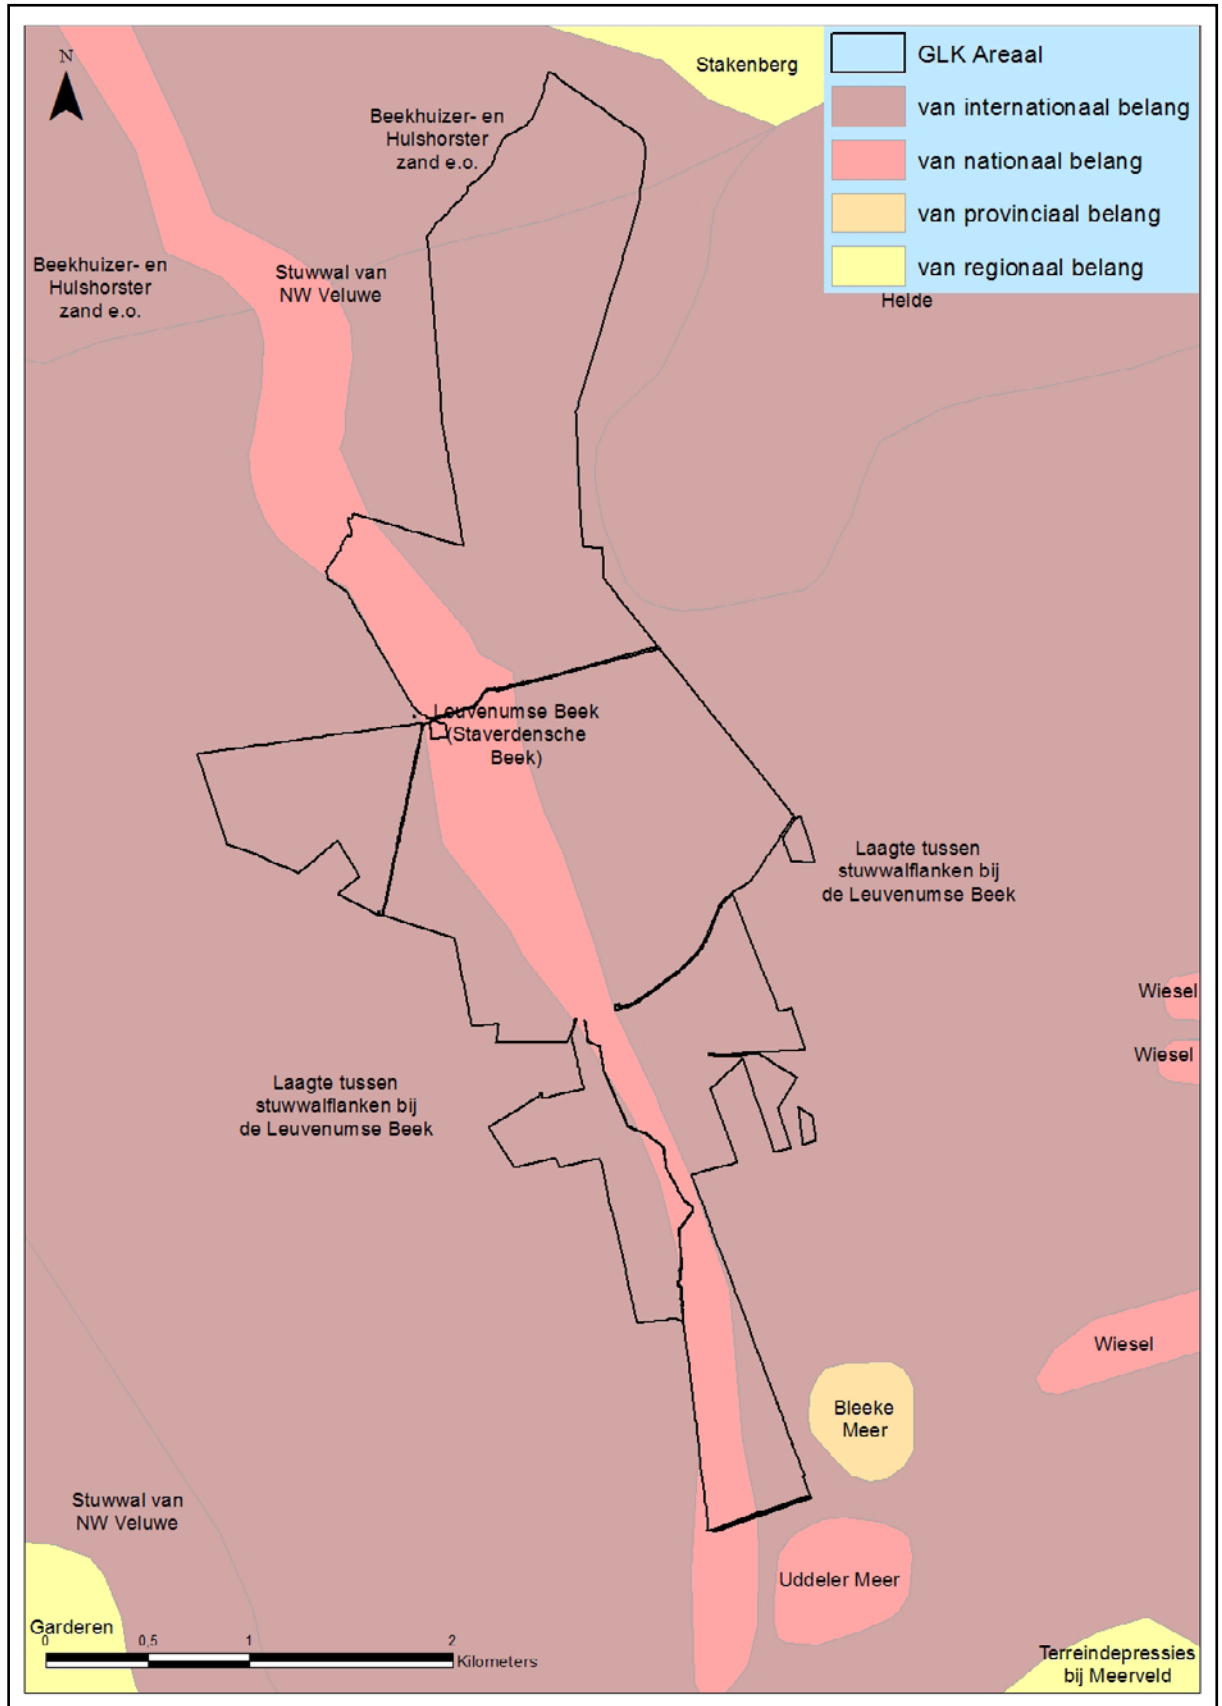 N
Stakenberg
GLK Areaal
van internationaal belang
van nationaal belang
van provinciaal belang
van regionaal belang
Beekhuizer- en
Hulshorster
zand e.o.
Beekhuizer- en
Hulshorster
zand e.o.
Stuwwal van
NW Veluwe
Helde
Leuvenumse Beek
(Staverdensche
Beek)
Laagte tussen
stuwwalflanken bij
de Leuvenumse Beek
Wiesel
Wiesel
Laagte tussen
stuwwalflanken bij
de Leuvenumse Beek
Wiesel
Bleeke
Meer
Stuwwal van
NW Veluwe
Uddeler Meer
Garderen
0 0,5 1 2
Kilometers
Terreindepressies
bij Meerveld